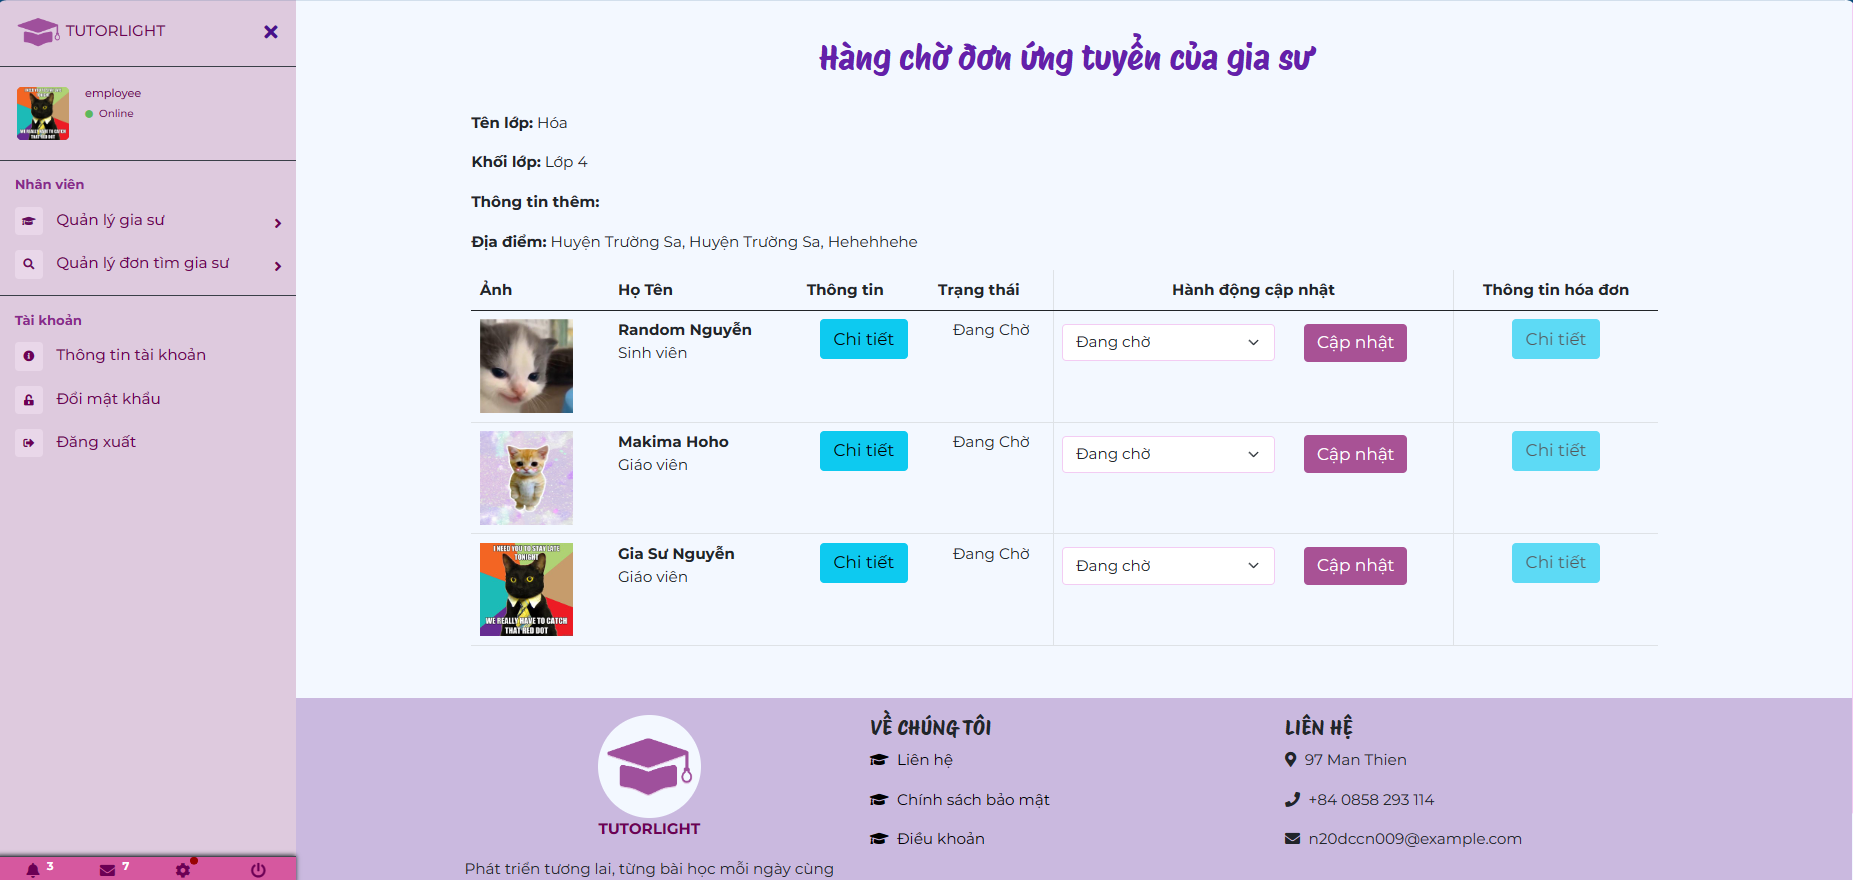 TUTORLIGHT
employee
Online
Nhân viên
Quản lý gia sư
Quản lý đơn tìm gia sư
Tài khoản
Thông tin tài khoản
Đổi mật khẩu
Đăng xuất
3
7
Hàng chờ đơn ứng tuyển của gia sư
Tên lớp: Hóa
Khối lớp: Lớp 4
Thông tin thêm:
Địa điểm: Huyện Trường Sa, Huyện Trường Sa, Hehehhehe
Ảnh Họ Tên Thông tin Trạng thái Hành động cập nhật Thông tin hóa đơn
Random Nguyễn Chi tiết Đang Chờ Đang chờ Cập nhật Chi tiết
Sinh viên
Makima Hoho Chi tiết Đang Chờ Đang chờ Cập nhật Chi tiết
Giáo viên
I NEED YOU TO STAY LATE
TONIGHT
WE REALLY HAVE TO CATCH
THAT RED DOT
Gia Sư Nguyễn Chi tiết Đang Chờ Đang chờ Cập nhật Chi tiết
Giáo viên
TUTORLIGHT
Phát triển tương lai, từng bài học mỗi ngày cùng
VỀ CHÚNG TÔI
Liên hệ
Chính sách bảo mật
Điều khoản
LIÊN HỆ
97 Man Thien
+84 0858 293 114
n20dccn009@example.com